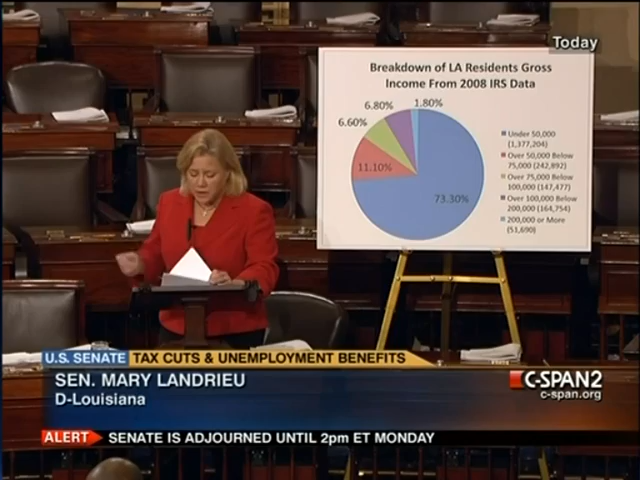 Today
Breakdown of LA Residents Gross
Income From 2008 IRS Data
6.80%
1.80%
6.60%
11.10%
73.30%
Under 50,000
(1,377,204)
Over 50,000 Below
75,000 (242,892)
Over 75,000 Below
100,000 (147,477)
Over 100,000 Below
200,000 (164,754)
200,000 or More
(51,690)
U.S. SENATE TAX CUTS & UNEMPLOYMENT BENEFITS
SEN. MARY LANDRIEU
D-Louisiana
C-SPAN2
c-span.org
ALERT SENATE IS ADJOURNED UNTIL 2pm ET MONDAY